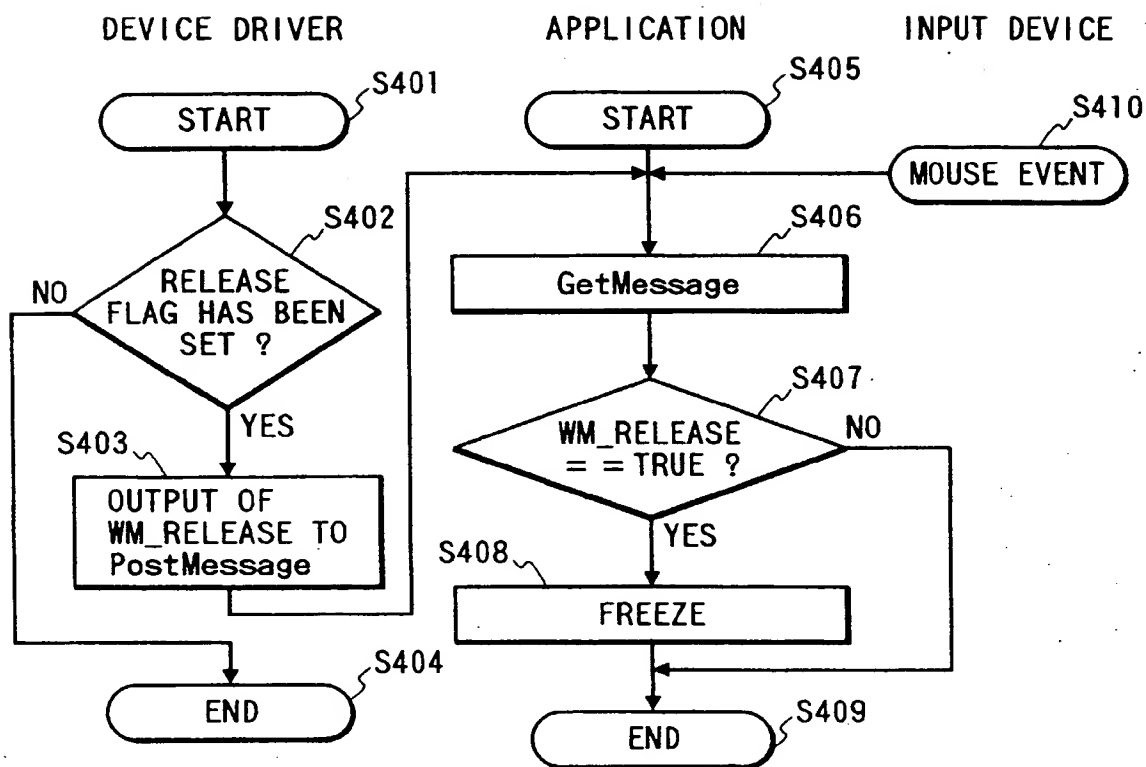 DEVICE DRIVER
APPLICATION
INPUT DEVICE
S401
START
S402
RELEASE
FLAG HAS BEEN
SET ?
NO
YES
S403
OUTPUT OF
WM_RELEASE TO
PostMessage
S404
END
S405
START
S410
MOUSE EVENT
S406
GetMessage
S407
WM_RELEASE
= = TRUE ?
NO
YES
S408
FREEZE
S409
END